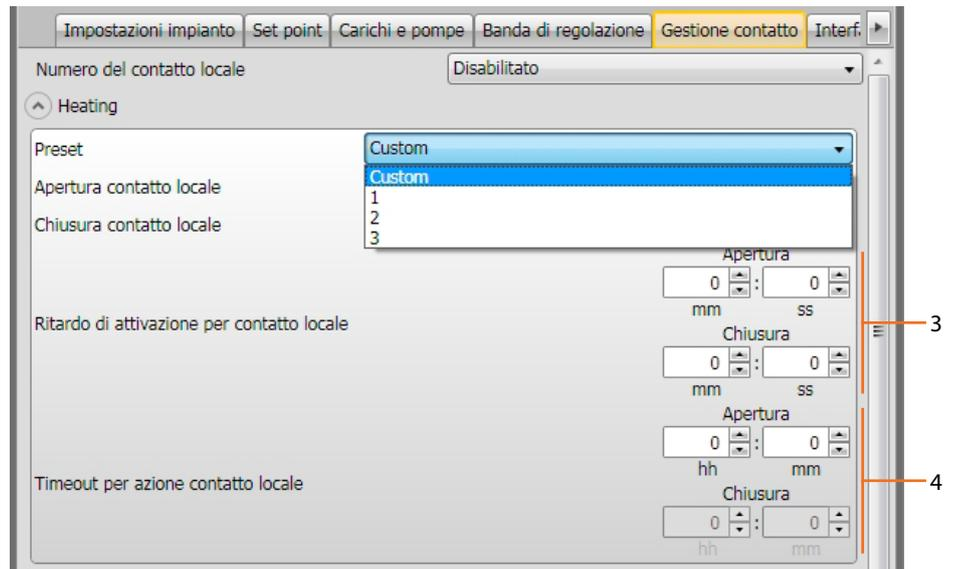 Impostazioni impianto Set point Carichi e pompe Banda di regolazione Gestione contatto Interf.
Numero del contatto locale Disabilitato
Heating
Preset Custom
Custom
Apertura contatto locale
1
2
Chiusura contatto locale
3
Apertura
0 : 0
mm ss
Ritardo di attivazione per contatto locale
3
Chiusura
0 : 0
mm ss
Apertura
0 : 0
hh mm
Timeout per azione contatto locale
4
Chiusura
0 : 0
hh mm